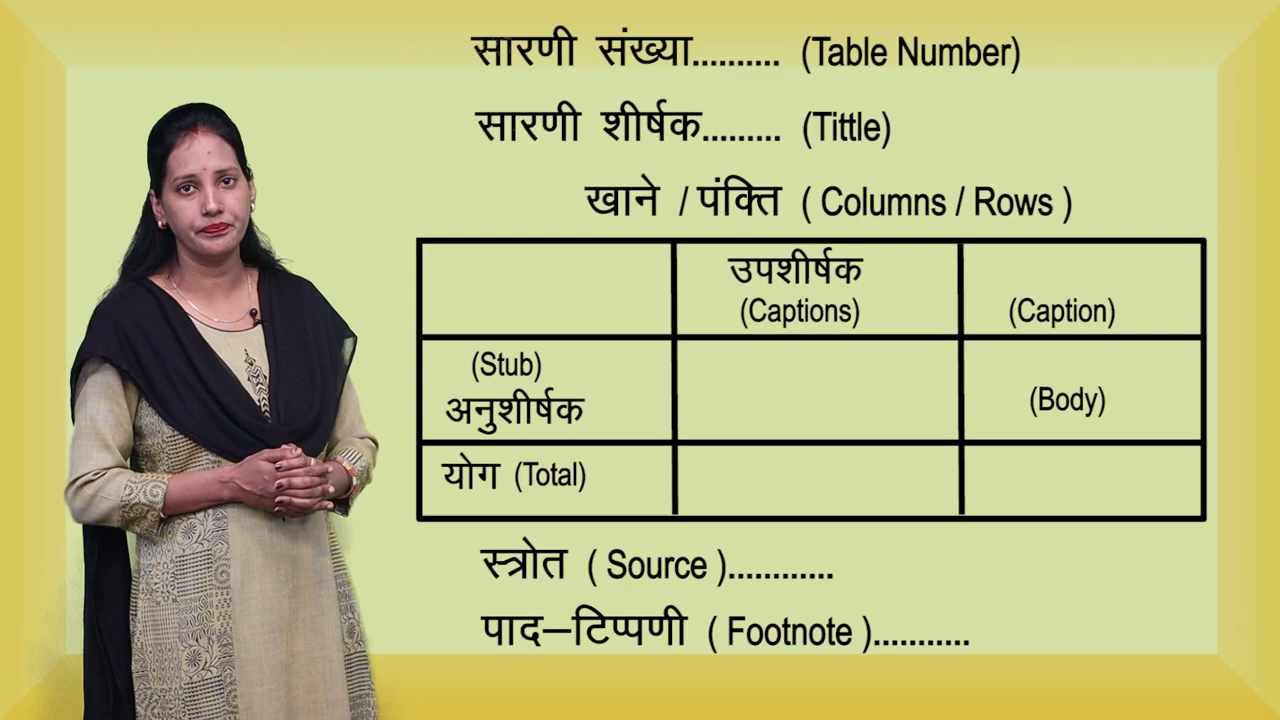 सारणी संख्या.......... (Table Number)
सारणी शीर्षक......... (Tittle)
खाने / पंक्ति ( Columns / Rows )
उपशीर्षक
(Captions) (Caption)
(Stub)
अनुशीर्षक (Body)
योग (Total)
स्त्रोत ( Source )............
पाद–टिप्पणी ( Footnote )...........